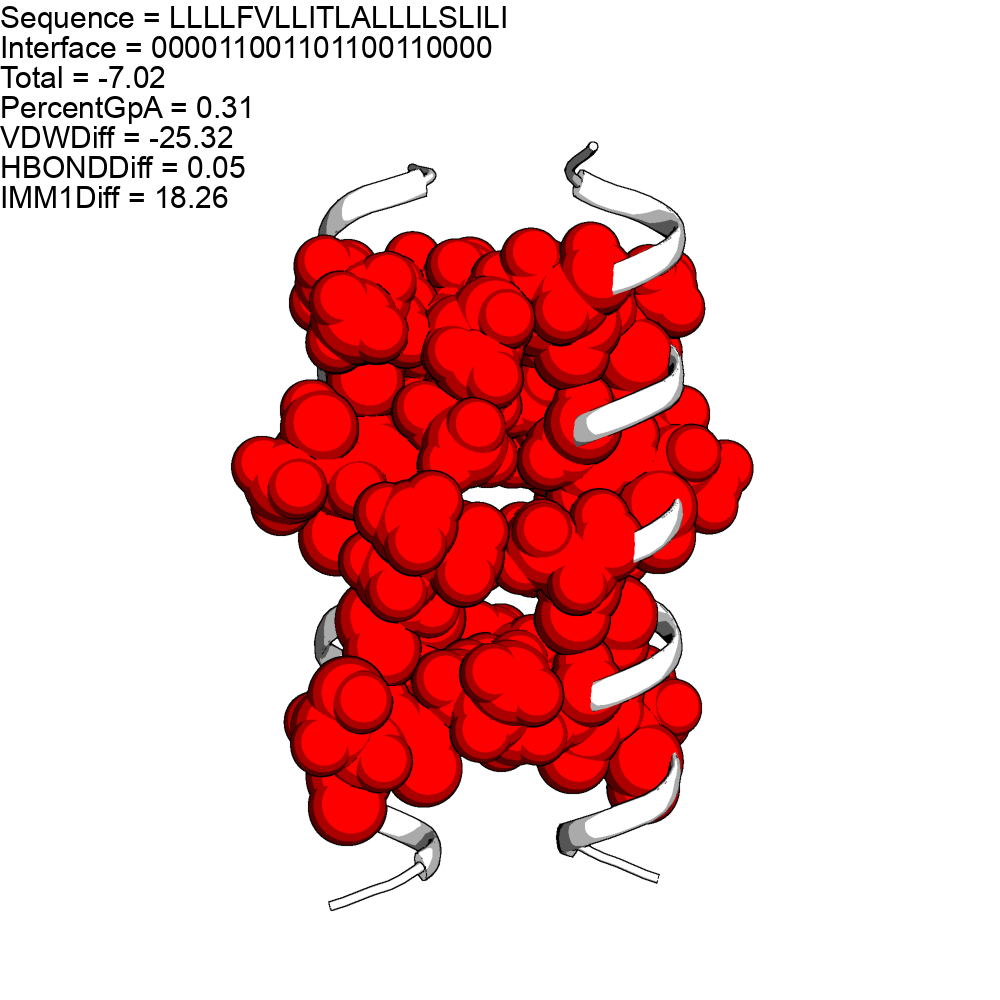 Sequence = LLLLFVLLITLALLLLSLILI
Interface = 000011001101100110000
Total = -7.02
PercentGpA = 0.31
VDWDiff = -25.32
HBONDDiff = 0.05
IMM1Diff = 18.26